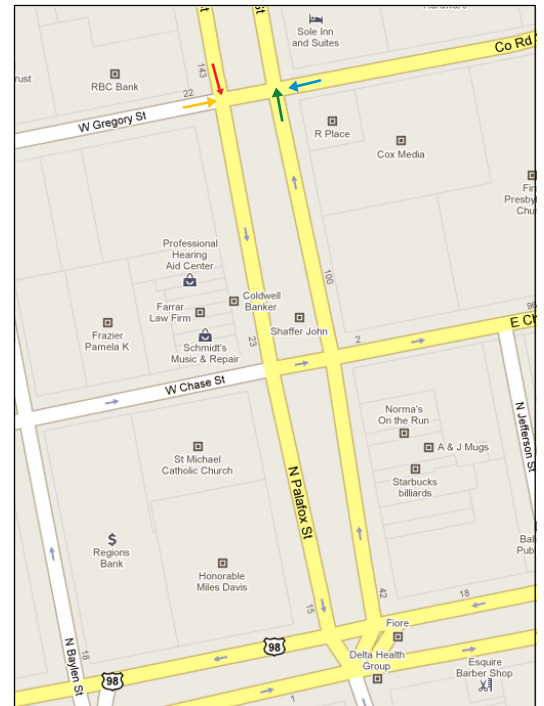 Sole Inn
and Suites
Co Rd
RBC Bank
rust
143
22
W Gregory St
R Place
Cox Media
Professional
Hearing
Aid Center
100
Coldwell
Banker
Farrar
Law Firm
Shaffer John
Frazier
Pamela K
Schmidt's
Music & Repair
23
2
E Ch
W Chase St
Norma's
On the Run
N Jefferson St
A & J Mugs
St Michael
Catholic Church
Starbucks
billiards
N Palafox St
Regions
Bank
Honorable
Miles Davis
15
42
18
Fiore
98
N Baylen St
18
98
Delta Health
Group
Esquire
Barber Shop
1